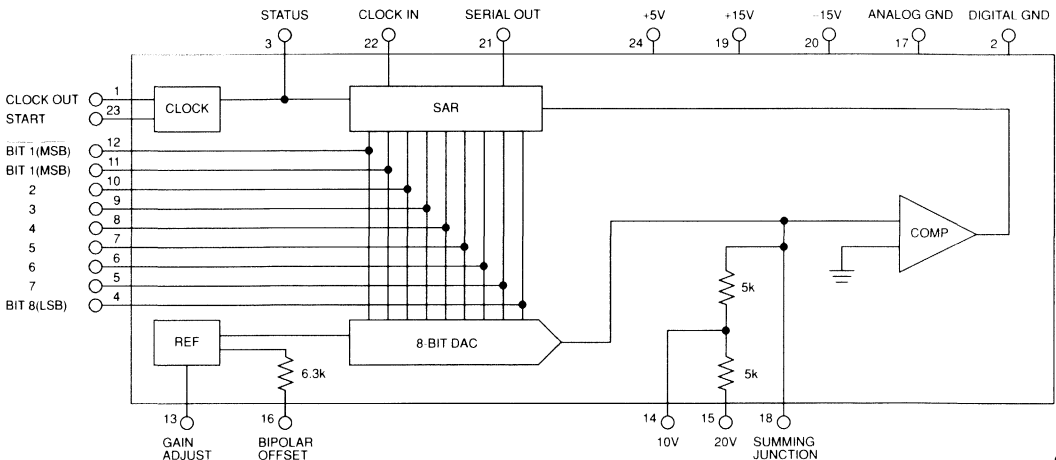 STATUS
CLOCK IN
SERIAL OUT
+5V
+15V
−15V
ANALOG GND
DIGITAL GND
3
22
21
24
19
20
17
2
CLOCK OUT
1
CLOCK
SAR
START
23
BIT 1(MSB)
12
BIT 1(MSB)
11
2
10
3
9
4
8
5
7
6
6
7
5
BIT 8(LSB)
4
COMP
5k
REF
8-BIT DAC
6.3k
5k
13
16
14
15
18
GAIN
ADJUST
BIPOLAR
OFFSET
10V
20V
SUMMING
JUNCTION